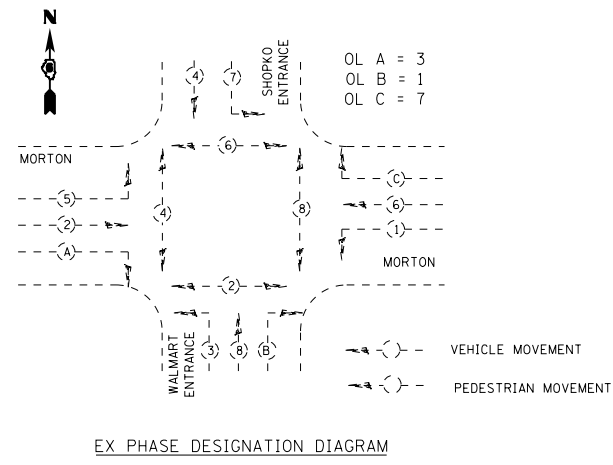 N
OL A = 3
OL B = 1
OL C = 7
4
7
SHOPKO
ENTRANCE
6
MORTON
5
4
8
C
2
6
A
1
MORTON
2
WALMART
ENTRANCE
3
8
B
VEHICLE MOVEMENT
PEDESTRIAN MOVEMENT
EX PHASE DESIGNATION DIAGRAM